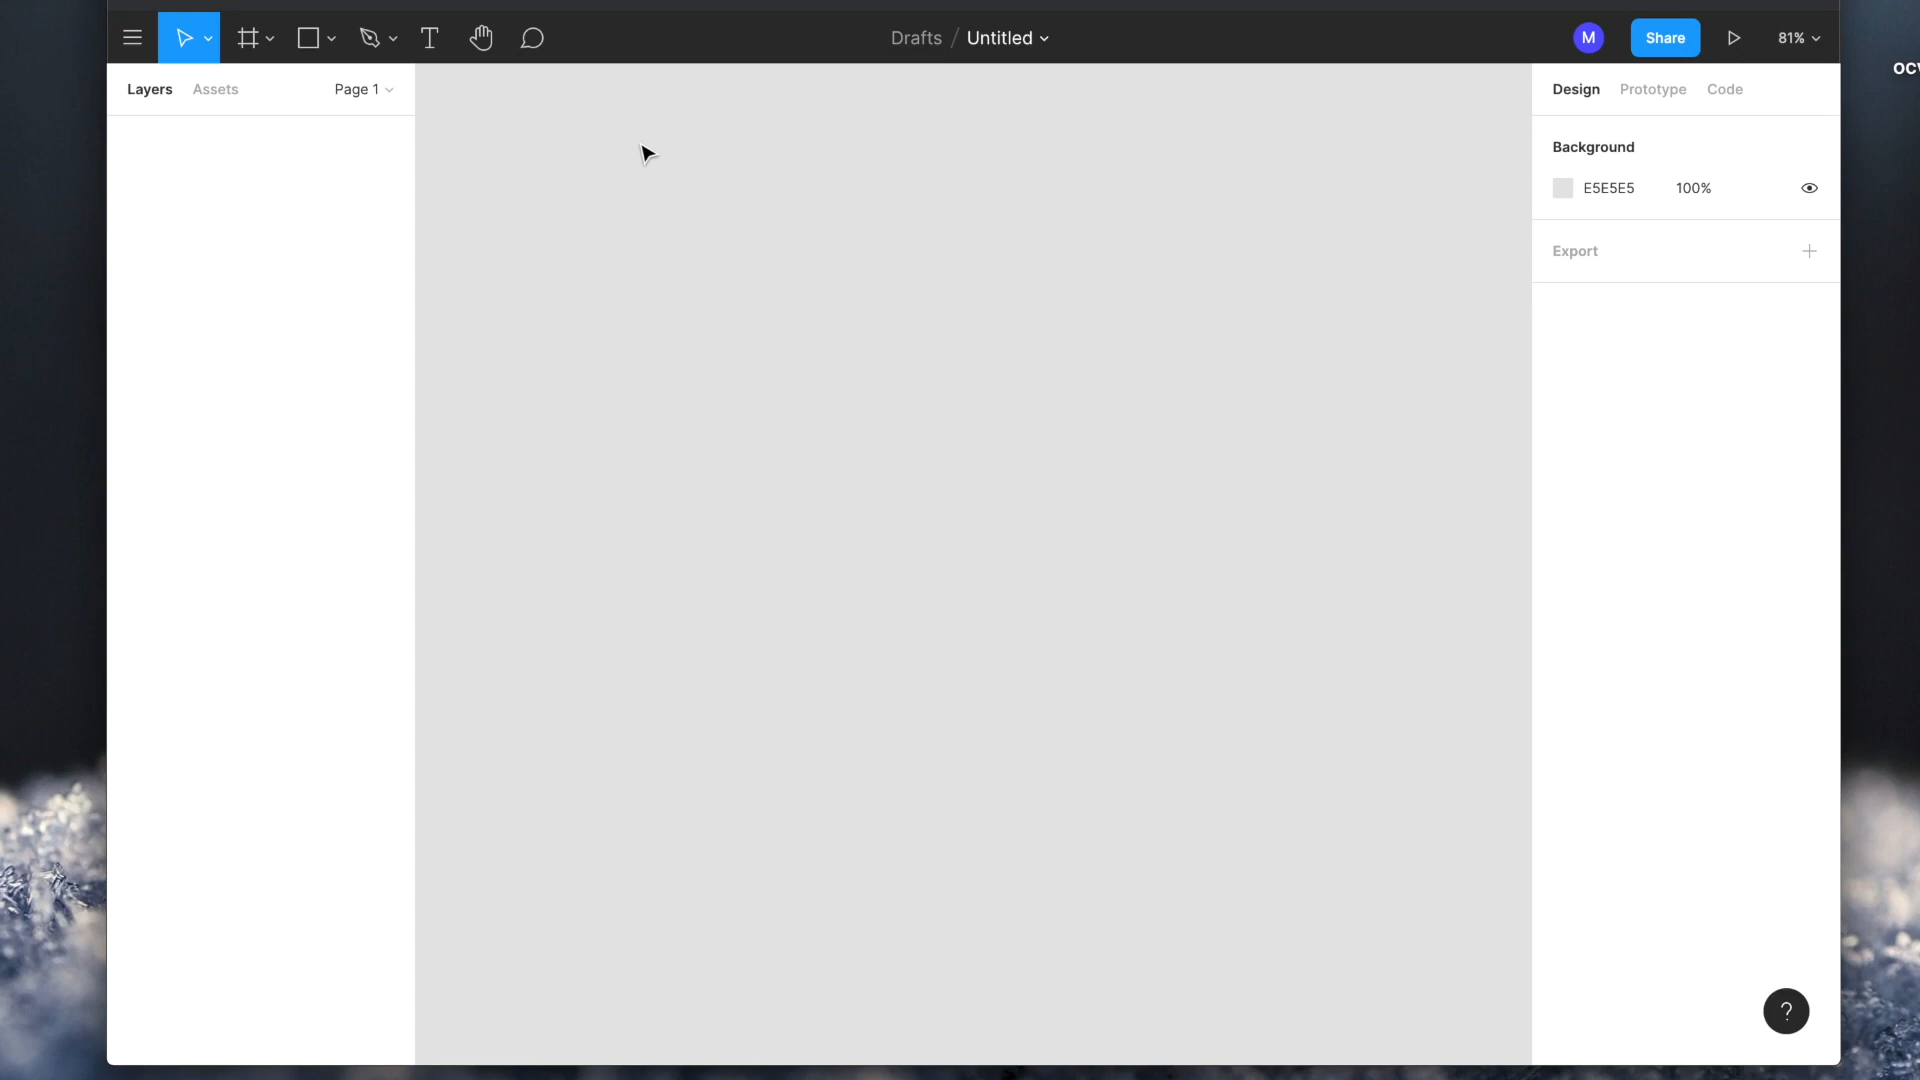 Drafts / Untitled
M
Share
81%
Layers
Assets
Page 1
Design
Prototype
Code
Background
E5E5E5
100%
Export
?